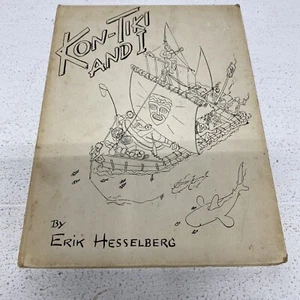 KON-TIKI
AND I
BY
ERIK HESSELBERG